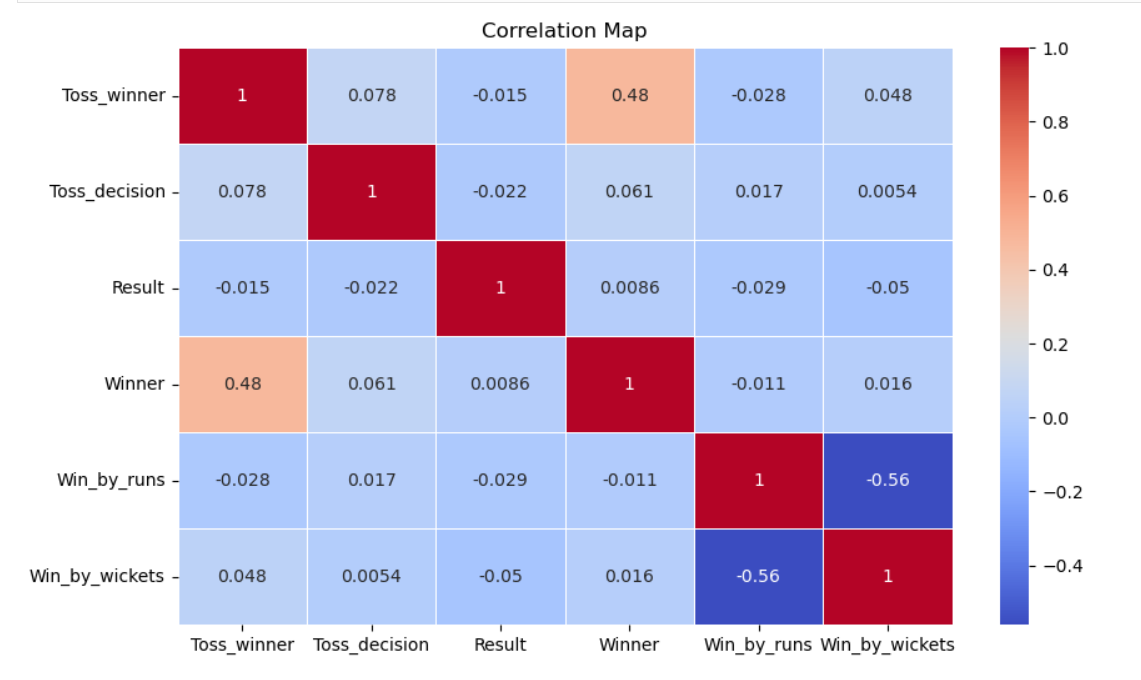 Correlation Map
Toss_winner 1 0.078 -0.015 0.48 -0.028 0.048
Toss_decision 0.078 1 -0.022 0.061 0.017 0.0054
Result -0.015 -0.022 1 0.0086 -0.029 -0.05
Winner 0.48 0.061 0.0086 1 -0.011 0.016
Win_by_runs -0.028 0.017 -0.029 -0.011 1 -0.56
Win_by_wickets 0.048 0.0054 -0.05 0.016 -0.56 1
Toss_winner Toss_decision Result Winner Win_by_runs Win_by_wickets
1.0
0.8
0.6
0.4
0.2
0.0
−0.2
−0.4